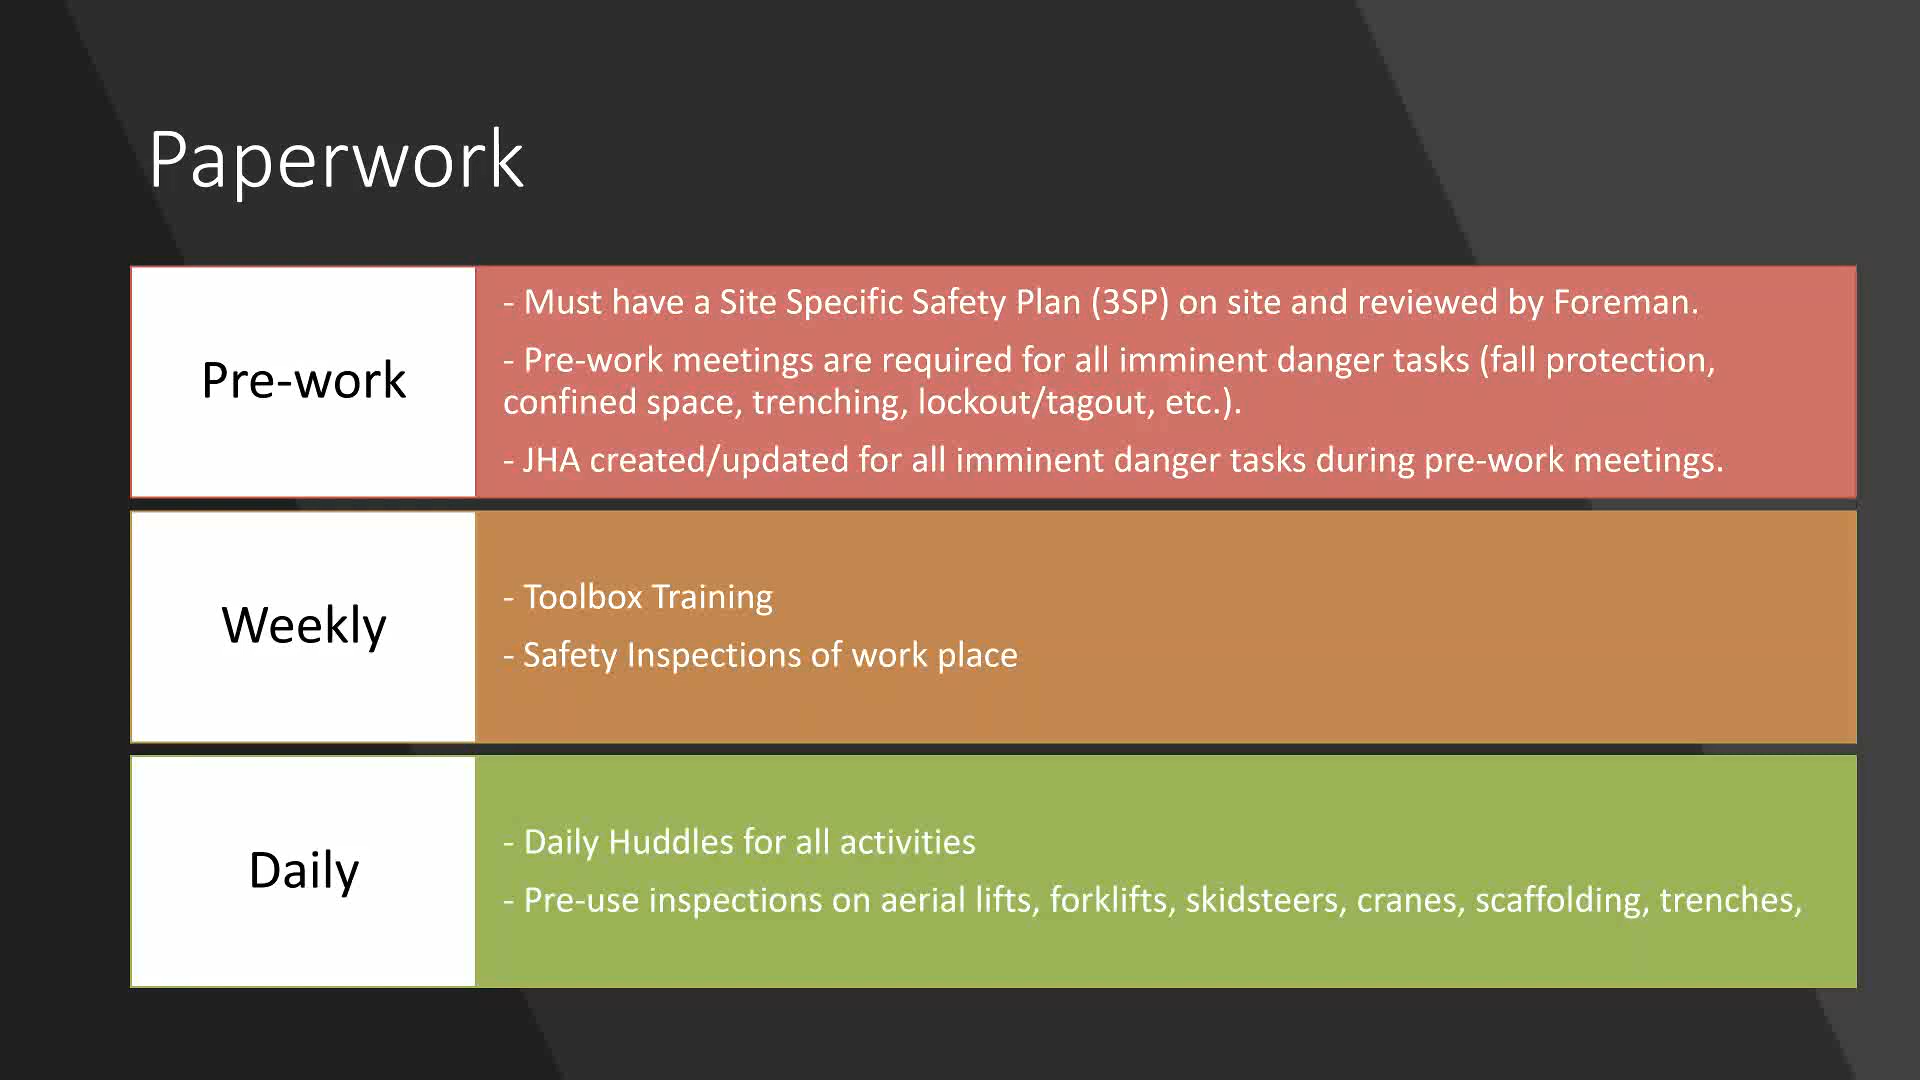 Paperwork
Pre-work
- Must have a Site Specific Safety Plan (3SP) on site and reviewed by Foreman.
- Pre-work meetings are required for all imminent danger tasks (fall protection,
confined space, trenching, lockout/tagout, etc.).
- JHA created/updated for all imminent danger tasks during pre-work meetings.
Weekly
- Toolbox Training
- Safety Inspections of work place
Daily
- Daily Huddles for all activities
- Pre-use inspections on aerial lifts, forklifts, skidsteers, cranes, scaffolding, trenches,